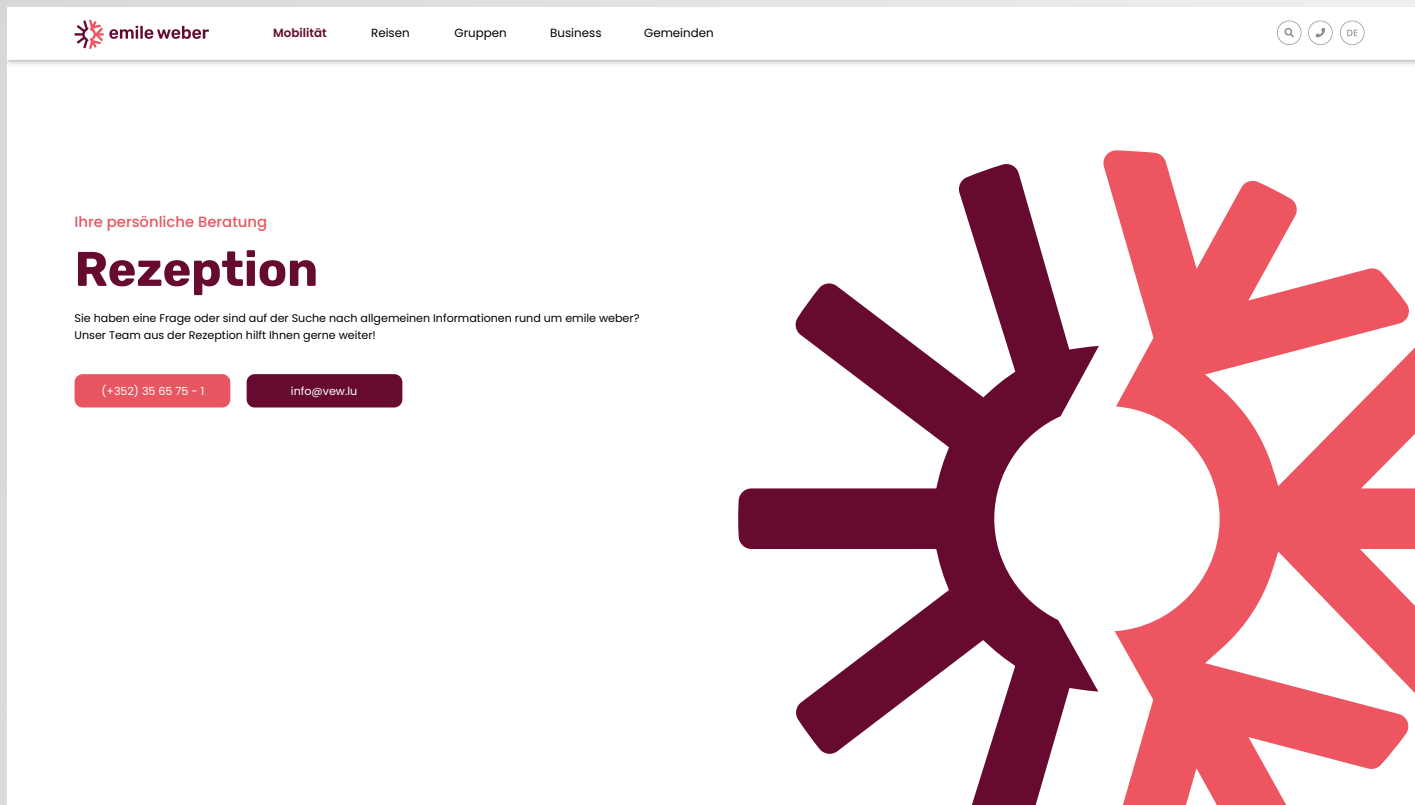 emile weber
Mobilität
Reisen
Gruppen
Business
Gemeinden
DE
Ihre persönliche Beratung
Rezeption
Sie haben eine Frage oder sind auf der Suche nach allgemeinen Informationen rund um emile weber?
Unser Team aus der Rezeption hilft Ihnen gerne weiter!
(+352) 35 65 75 - 1
info@vew.lu